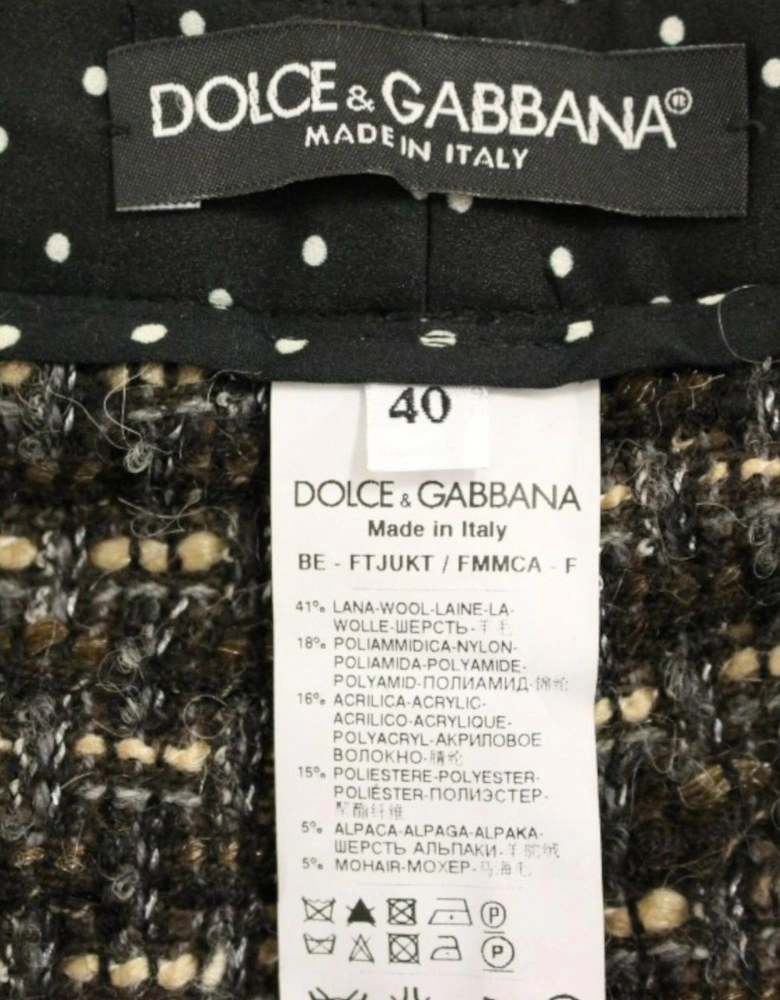 DOLCE & GABBANA®
MADE IN ITALY
40
DOLCE & GABBANA
Made in Italy
BE - FTJUKT / FMMCA - F
41% LANA-WOOL-LAINE-LA-
WOLLE-ШЕРСТЬ-羊毛
18% POLIAMMIDICA-NYLON-
POLIAMIDA-POLYAMIDE-
POLYAMID-ПОЛИАМИД-锦纶
16% ACRILICA-ACRYLIC-
ACRILICO-ACRYLIQUE-
POLYACRYL-АКРИЛОВОЕ
ВОЛОКНО-腈纶
15% POLIESTERE-POLYESTER-
POLIÉSTER-ПОЛИЭСТЕР-
聚酯纤维
5% ALPACA-ALPAGA-ALPAKA-
ШЕРСТЬ АЛЬПАКИ-羊驼绒
5% MOHAIR-МОХЕР-马海毛
P
P